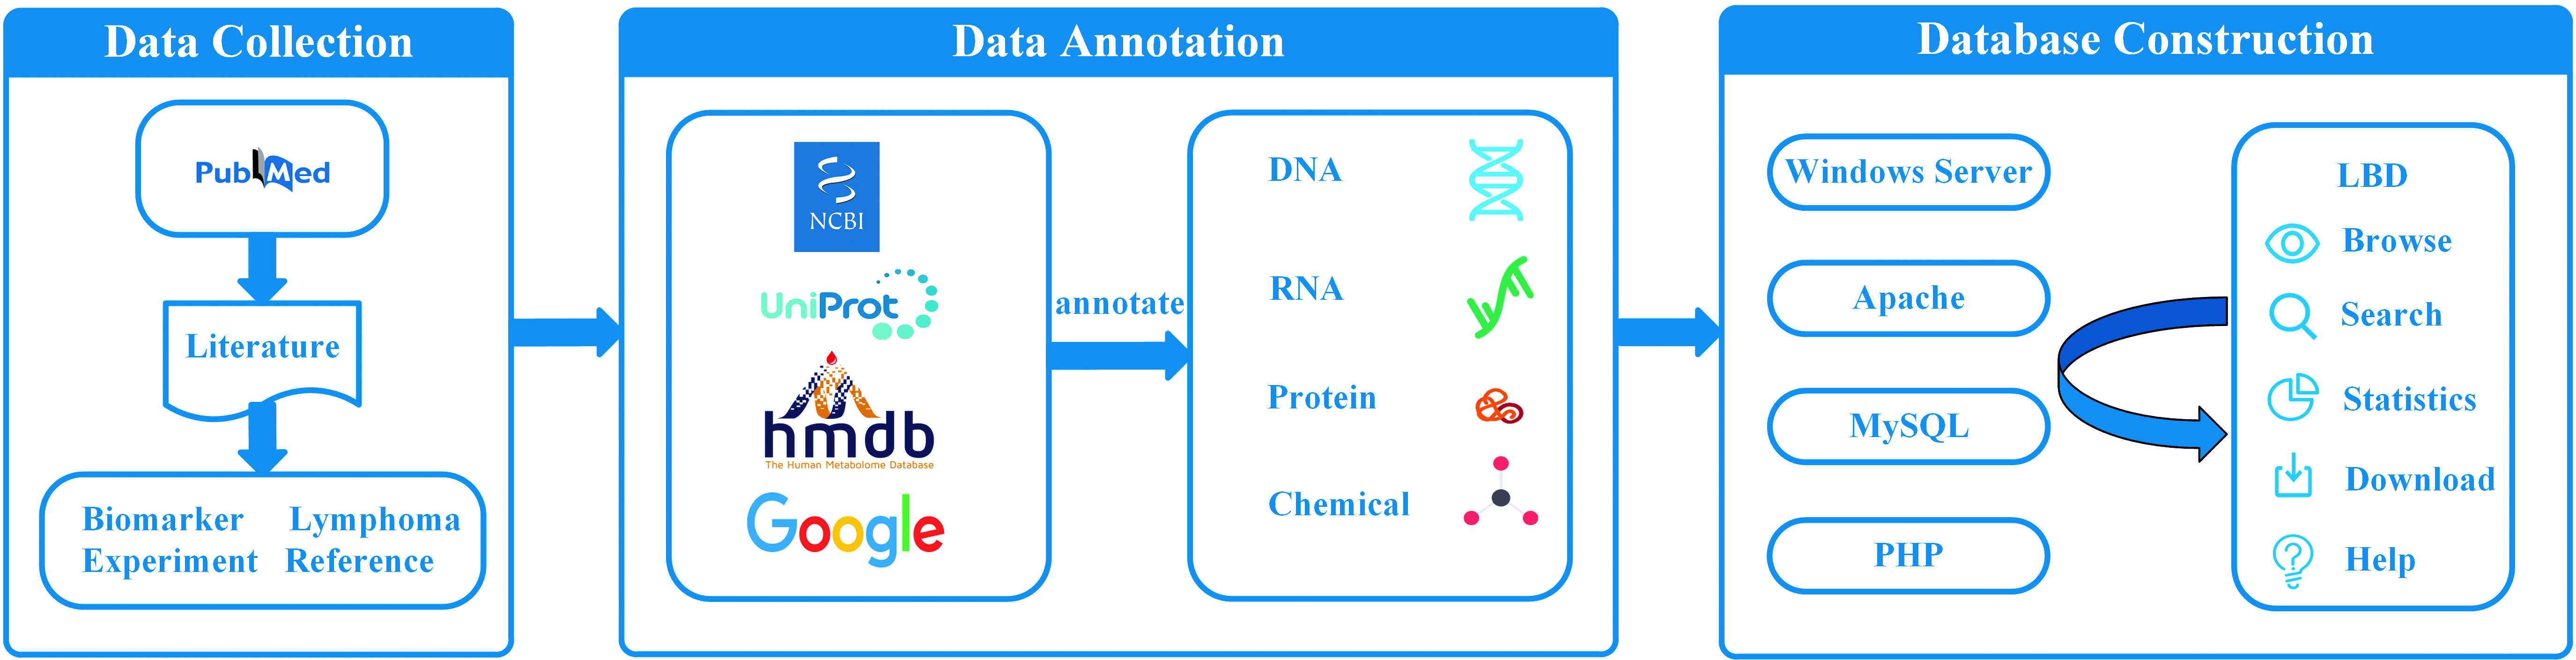 Data Collection
PubMed
Literature
Biomarker Lymphoma
Experiment Reference
Data Annotation
NCBI
UniProt
hmdb
The Human Metabolome Database
Google
annotate
DNA
RNA
Protein
Chemical
Database Construction
Windows Server
Apache
MySQL
PHP
LBD
Browse
Search
Statistics
Download
Help